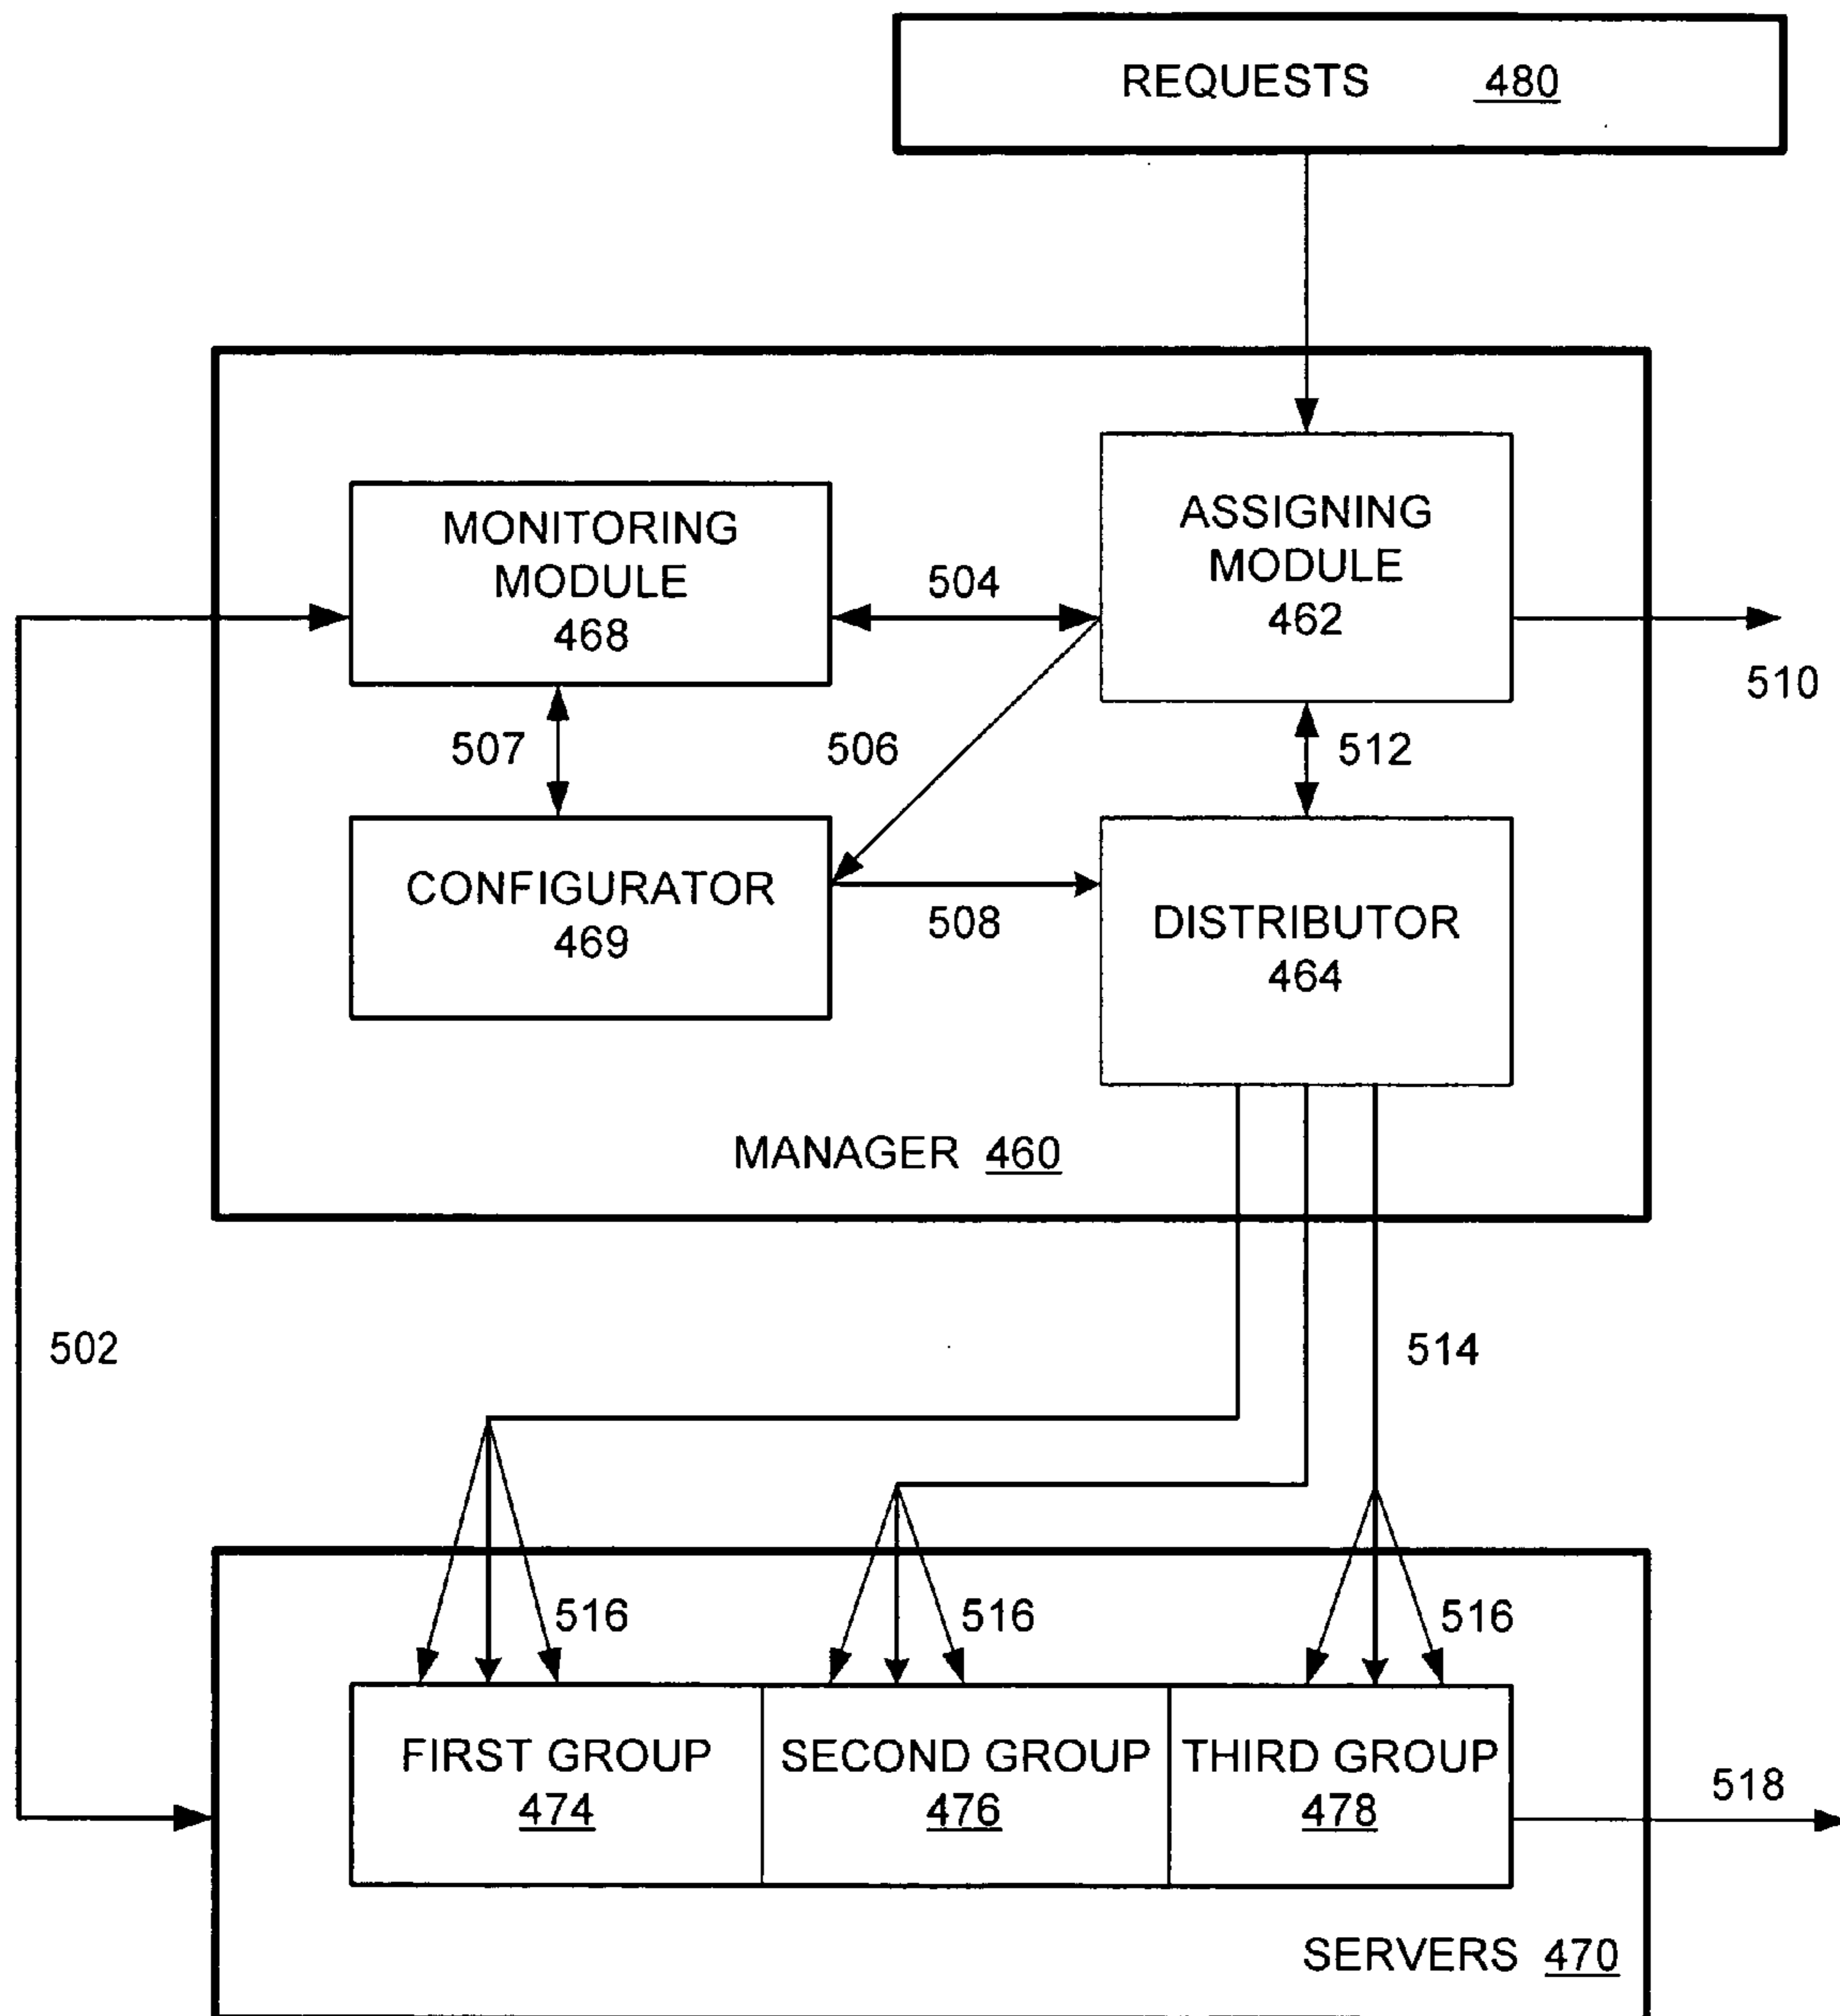 REQUESTS 480
MONITORING
MODULE
468
504
ASSIGNING
MODULE
462
510
507
506
512
CONFIGURATOR
469
508
DISTRIBUTOR
464
MANAGER 460
502
514
516
516
516
FIRST GROUP
474
SECOND GROUP
476
THIRD GROUP
478
518
SERVERS 470